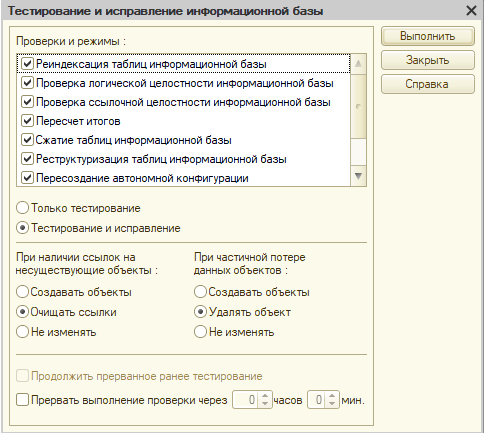 Тестирование и исправление информационной базы
Проверки и режимы :
Реиндексация таблиц информационной базы
Проверка логической целостности информационной базы
Проверка ссылочной целостности информационной базы
Пересчет итогов
Сжатие таблиц информационной базы
Реструктуризация таблиц информационной базы
Пересоздание автономной конфигурации
Только тестирование
Тестирование и исправление
При наличии ссылок на
несуществующие объекты :
Создавать объекты
Очищать ссылки
Не изменять
При частичной потере
данных объектов :
Создавать объекты
Удалять объект
Не изменять
Продолжить прерванное ранее тестирование
Прервать выполнение проверки через 0 часов 0 мин.
Выполнить
Закрыть
Справка